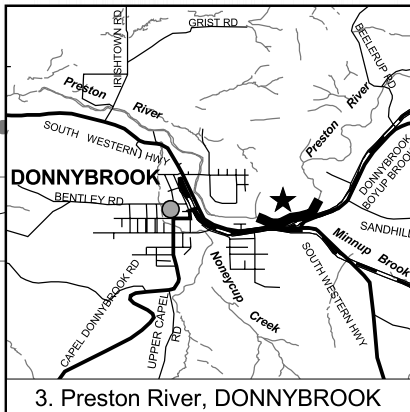 GRIST RD
IRISHTOWN RD
BEELERUP RD
Preston River
Preston River
SOUTH WESTERN HWY
DONNYBROOK
BENTLEY RD
DONNYBROOK
BOYUP BROOK
SANDHILL
Minnup Brook
Noneycup Creek
SOUTH WESTERN HWY
CAPEL DONNYBROOK RD
UPPER CAPEL
RD
3. Preston River, DONNYBROOK